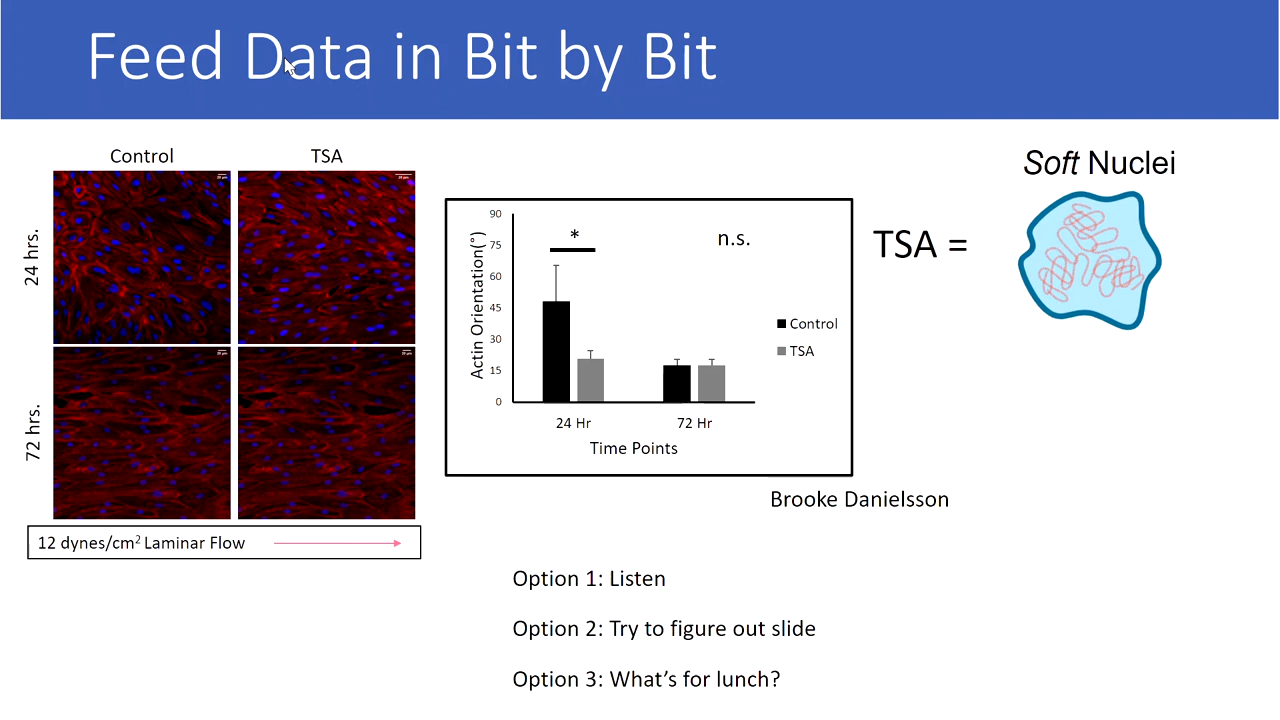 Feed Data in Bit by Bit
Control
TSA
24 hrs.
72 hrs.
12 dynes/cm² Laminar Flow
90
75
60
45
30
15
0
Actin Orientation(°)
*
n.s.
Control
TSA
24 Hr
72 Hr
Time Points
TSA =
Soft Nuclei
Brooke Danielsson
Option 1: Listen
Option 2: Try to figure out slide
Option 3: What’s for lunch?